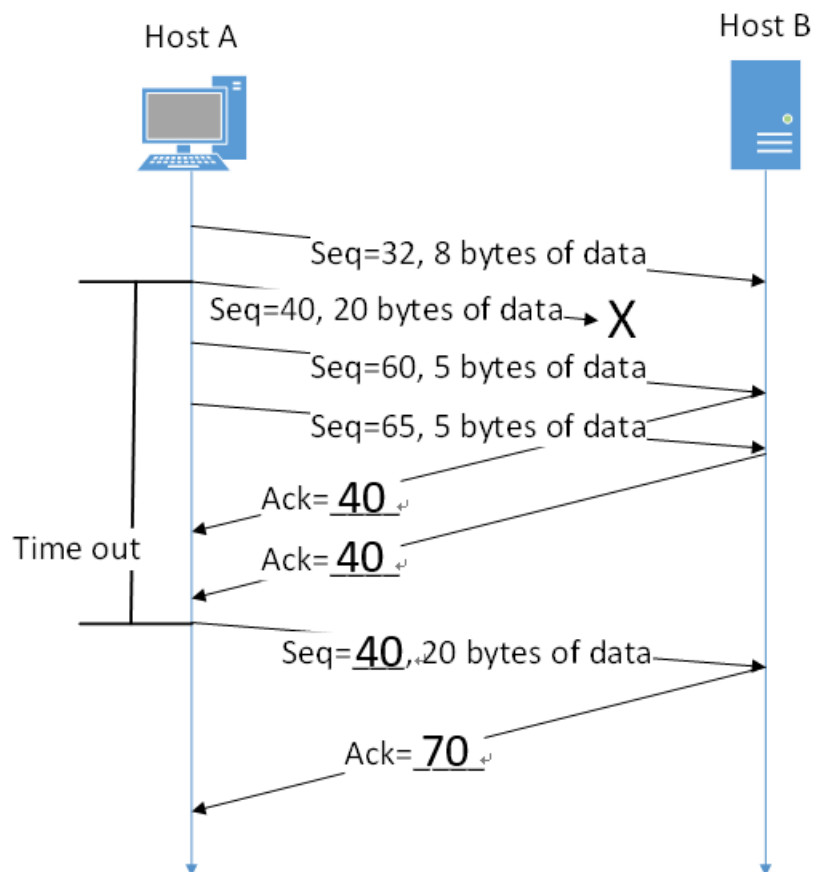 Host A
Host B
Seq=32, 8 bytes of data
Seq=40, 20 bytes of data X
Seq=60, 5 bytes of data
Seq=65, 5 bytes of data
Ack= 40
Time out
Ack= 40
Seq=40, 20 bytes of data
Ack= 70